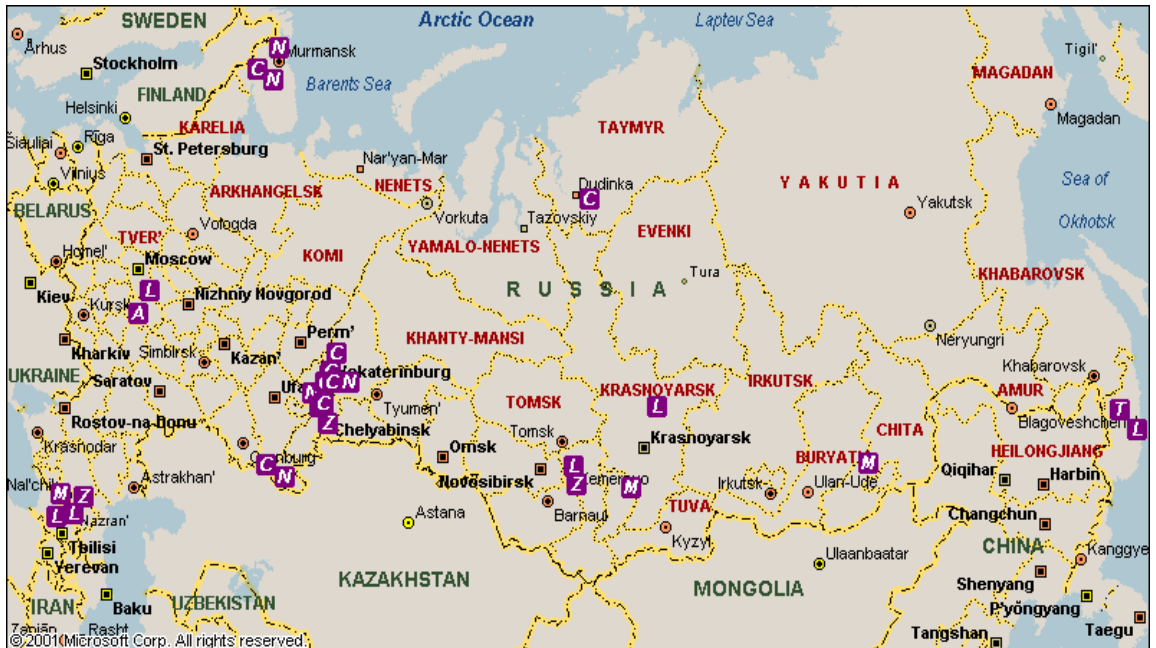 SWEDEN
Arctic Ocean
Laptev Sea
Århus
N
Murmansk
Tigil'
Stockholm
C
N
Barents Sea
MAGADAN
FINLAND
Helsinki
Magadan
KARELIA
TAYMYR
Šiauliai
Rīga
St. Petersburg
Nar'yan-Mar
Vilnius
ARKHANGELSK
NENETS
Dudinka
C
YAKUTIA
Sea of
Okhotsk
BELARUS
Vorkuta
Tazovskiy
Yakutsk
Vologda
TVER'
EVENKI
YAMALO-NENETS
Homel'
KOMI
Moscow
Tura
KHABAROVSK
Kiev
L
RUSSIA
Nizhniy Novgorod
Kursk
A
Neryungri
Kharkiv
Perm'
KHANTY-MANSI
Simbirsk
Kazan'
C
Khabarovsk
UKRAINE
Saratov
Yekaterinburg
C
N
Ufa
Tyumen'
KRASNOYARSK
IRKUTSK
AMUR
TOMSK
L
T
Rostov-na Donu
C
Z
Chelyabinsk
Blagoveshchen
L
Krasnodar
Omsk
Tomsk
Krasnoyarsk
CHITA
HEILONGJIANG
Orenburg
C
N
L
BURYATI
M
Qiqihar
Harbin
Nal'chik
Astrakhan'
Novosibirsk
Z
Kemerovo
M
Irkutsk
Ulan-Ude
M
Z
Barnaul
TUVA
L
L
Nazran'
Astana
Kyzyl
Changchun
Tbilisi
Yerevan
Ulaanbaatar
CHINA
Kanggye
KAZAKHSTAN
MONGOLIA
Shenyang
IRAN
Baku
UZBEKISTAN
P'yŏngyang
Rasht
Taegu
Tangshan
© 2001 Microsoft Corp. All rights reserved.